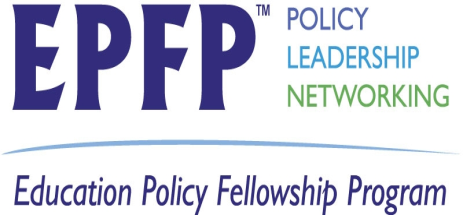 EPFP™
POLICY
LEADERSHIP
NETWORKING
Education Policy Fellowship Program